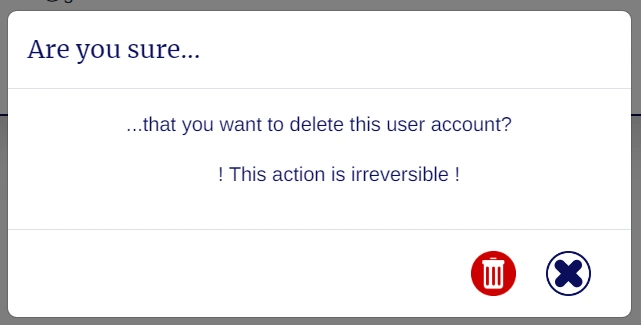 Are you sure...
...that you want to delete this user account?
! This action is irreversible !